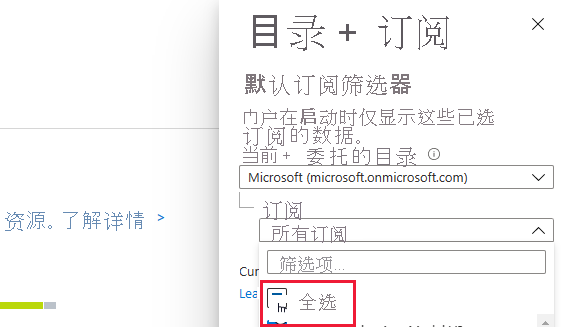 目录 + 订阅
默认订阅筛选器
门户在启动时仅显示这些已选
订阅的数据。
当前 + 委托的目录
Microsoft (microsoft.onmicrosoft.com)
资源。了解详情 >
订阅
所有订阅
筛选项...
Cur
Lea
全选